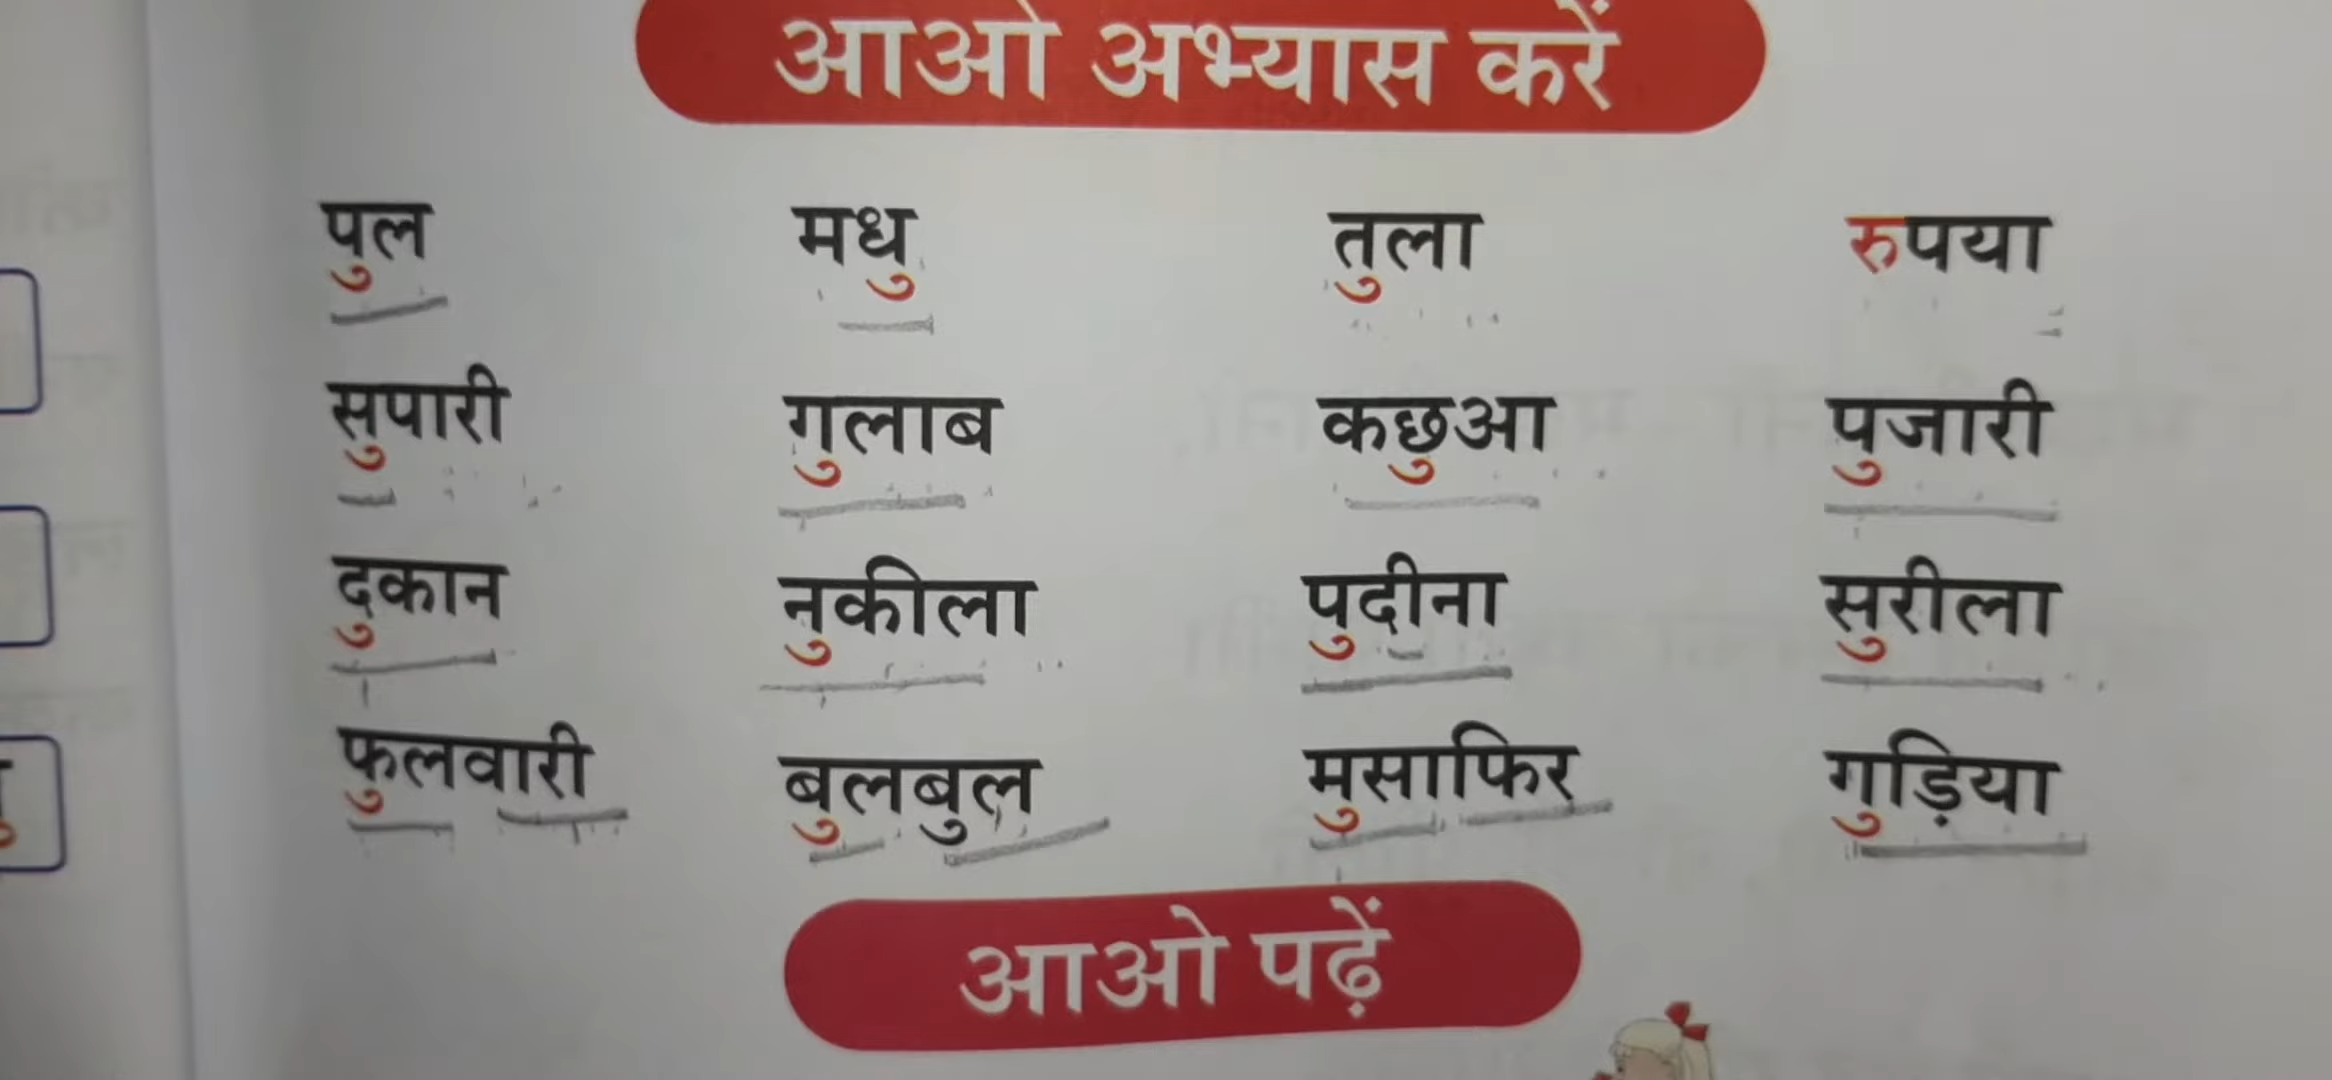 आओ अभ्यास करें
पुल मधु तुला रुपया
सुपारी गुलाब कछुआ पुजारी
दुकान नुकीला पुदीना सुरीला
फुलवारी बुलबुल मुसाफिर गुड़िया
आओ पढ़ें